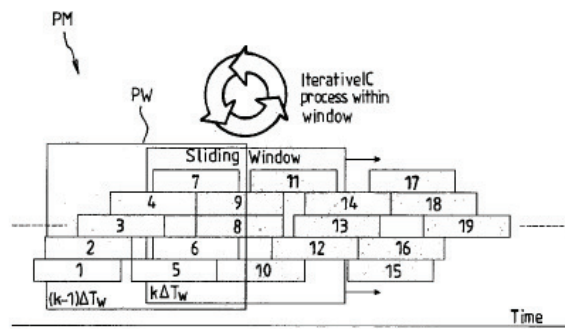 PM
PW
IterativeIC
process within
window
Sliding Window
7 11 17
4 9 14 18
3 8 13 19
2 6 12 16
1 5 10 15
(k-1)ΔTw kΔTw
Time